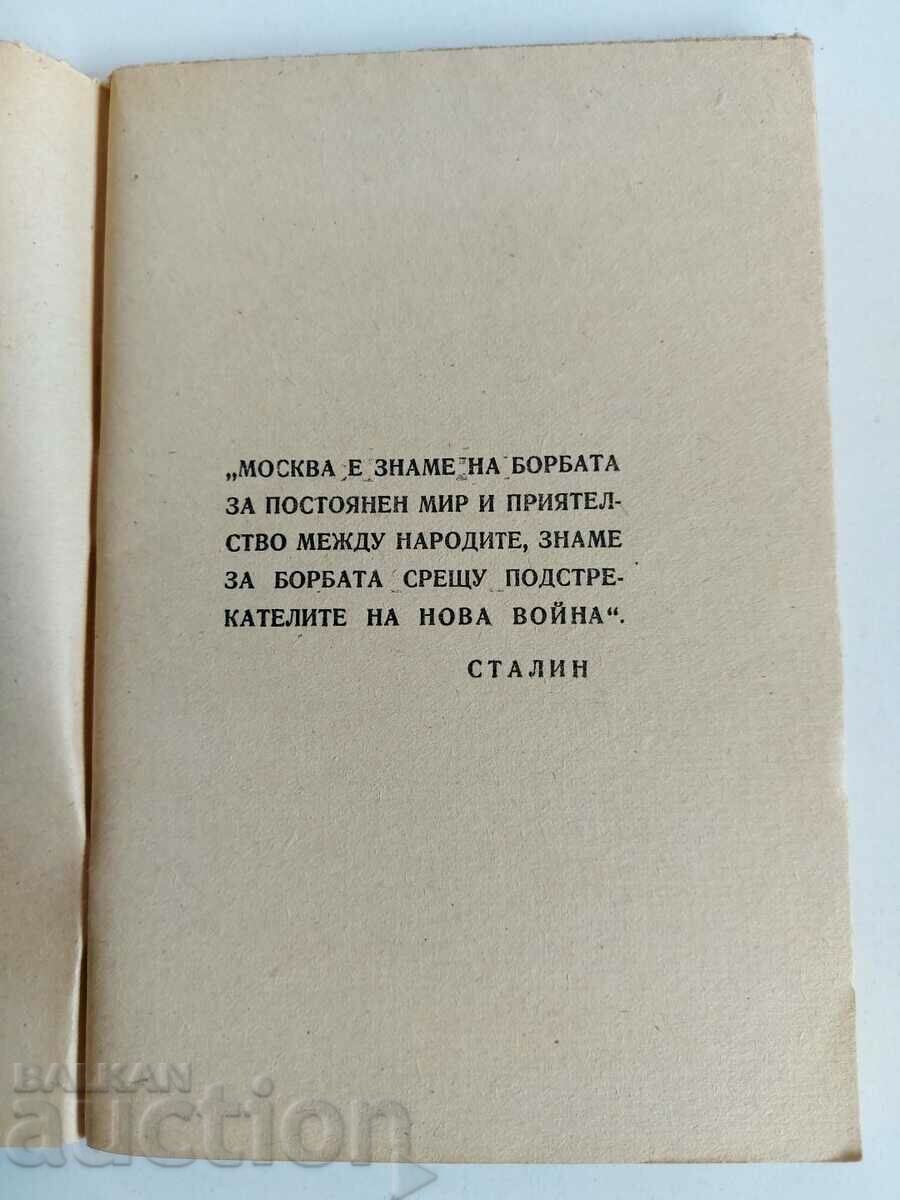 „МОСКВА Е ЗНАМЕ НА БОРБАТА
ЗА ПОСТОЯНЕН МИР И ПРИЯТЕЛ-
СТВО МЕЖДУ НАРОДИТЕ, ЗНАМЕ
ЗА БОРБАТА СРЕЩУ ПОДСТРЕ-
КАТЕЛИТЕ НА НОВА ВОЙНА“.
СТАЛИН
BALKAN
auction